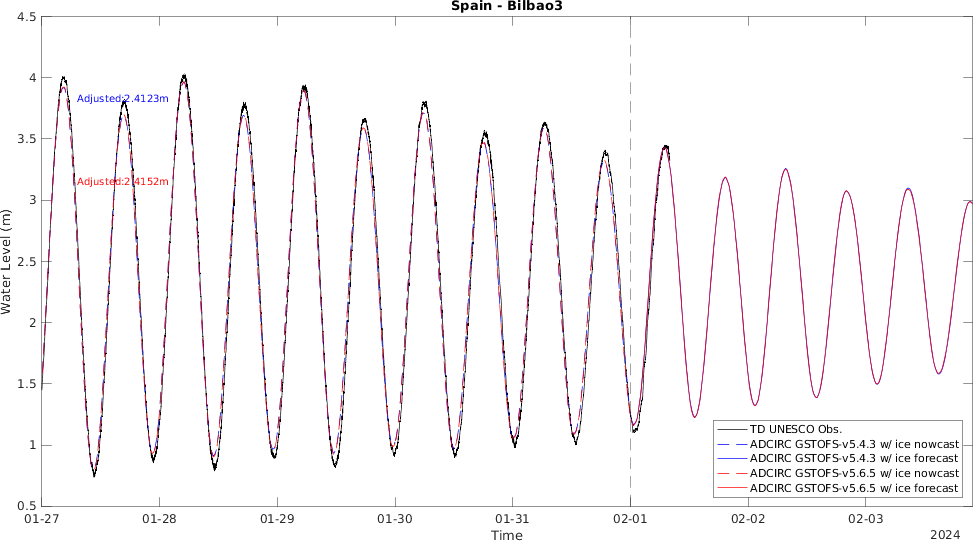 Spain - Bilbao3
4.5
4
3.5
3
2.5
2
1.5
1
0.5
Water Level (m)
Adjusted:2.4123m
Adjusted:2.4152m
TD UNESCO Obs.
ADCIRC GSTOFS-v5.4.3 w/ ice nowcast
ADCIRC GSTOFS-v5.4.3 w/ ice forecast
ADCIRC GSTOFS-v5.6.5 w/ ice nowcast
ADCIRC GSTOFS-v5.6.5 w/ ice forecast
01-27 01-28 01-29 01-30 01-31 02-01 02-02 02-03
Time
2024